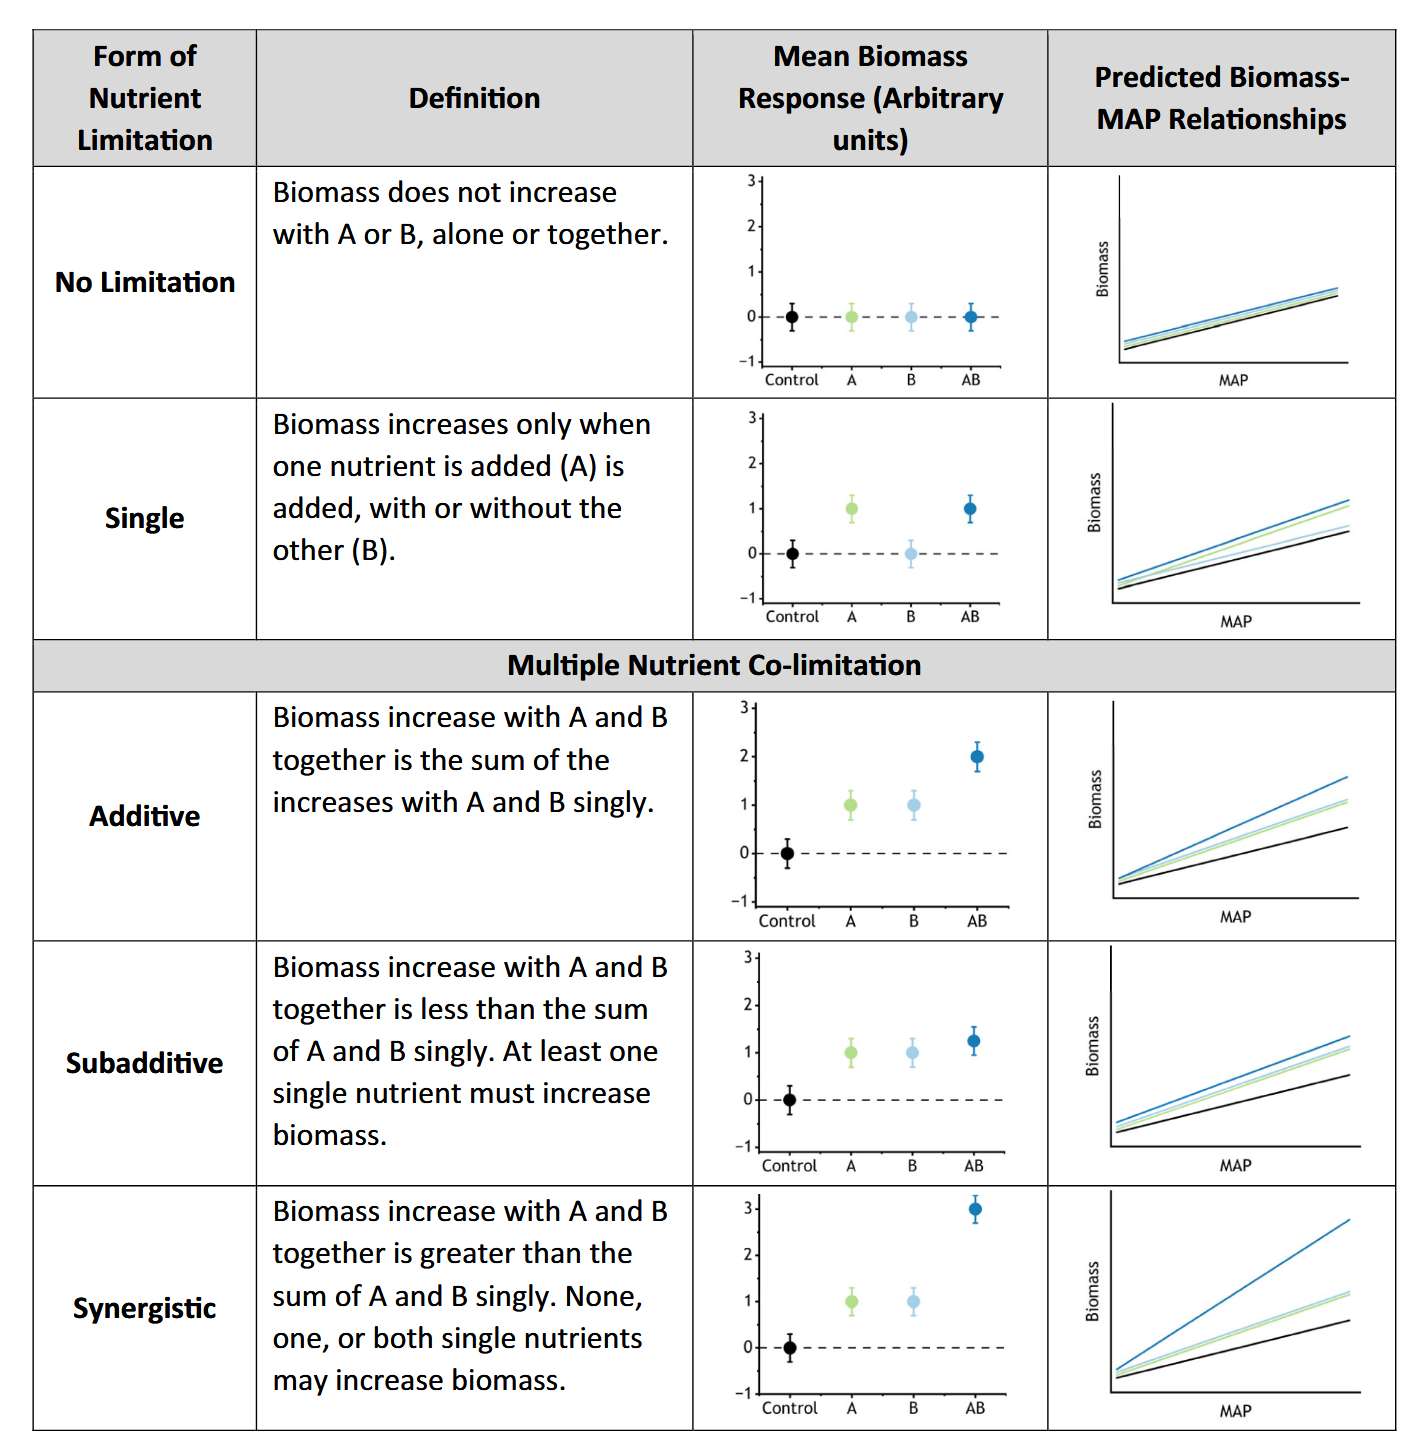 Form of
Nutrient
Limitation
Definition
Mean Biomass
Response (Arbitrary
units)
Predicted Biomass-
MAP Relationships
No Limitation
Biomass does not increase
with A or B, alone or together.
3
2
1
0
−1
Control A B AB
Biomass
MAP
Single
Biomass increases only when
one nutrient is added (A) is
added, with or without the
other (B).
3
2
1
0
−1
Control A B AB
Biomass
MAP
Multiple Nutrient Co-limitation
Additive
Biomass increase with A and B
together is the sum of the
increases with A and B singly.
3
2
1
0
−1
Control A B AB
Biomass
MAP
Subadditive
Biomass increase with A and B
together is less than the sum
of A and B singly. At least one
single nutrient must increase
biomass.
3
2
1
0
−1
Control A B AB
Biomass
MAP
Synergistic
Biomass increase with A and B
together is greater than the
sum of A and B singly. None,
one, or both single nutrients
may increase biomass.
3
2
1
0
−1
Control A B AB
Biomass
MAP